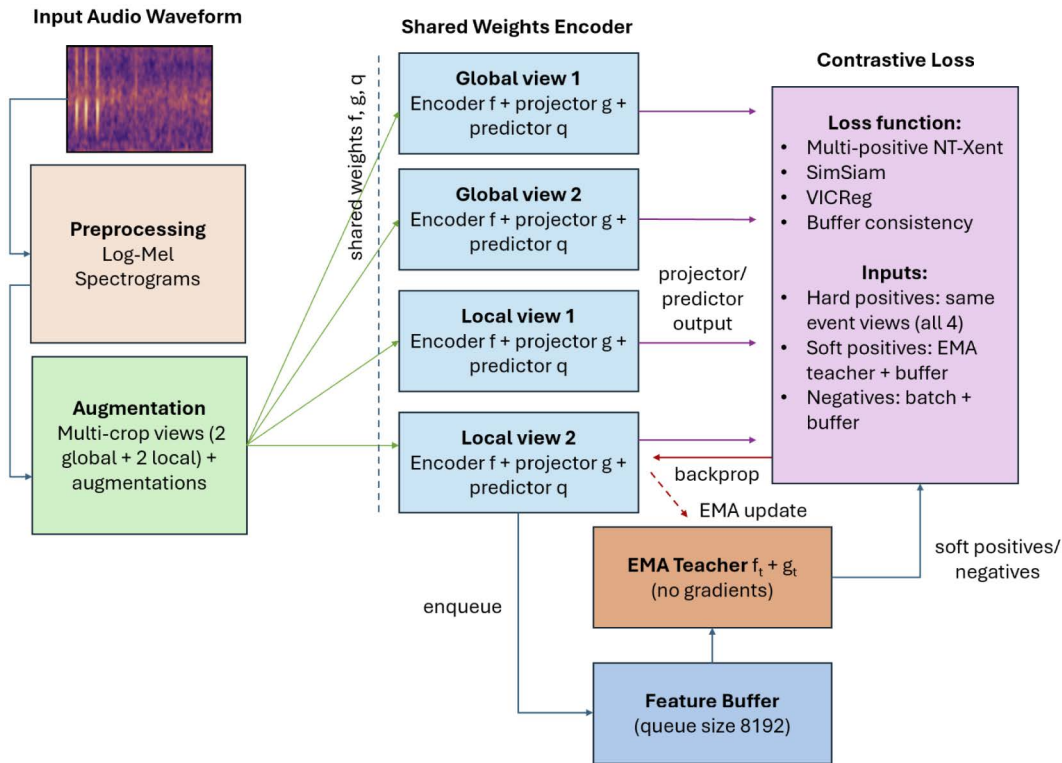 Input Audio Waveform
Preprocessing
Log-Mel
Spectrograms
Augmentation
Multi-crop views (2
global + 2 local) +
augmentations
shared weights f, g, q
Shared Weights Encoder
Global view 1
Encoder f + projector g +
predictor q
Global view 2
Encoder f + projector g +
predictor q
Local view 1
Encoder f + projector g +
predictor q
Local view 2
Encoder f + projector g +
predictor q
projector/
predictor
output
Contrastive Loss
Loss function:
• Multi-positive NT-Xent
• SimSiam
• VICReg
• Buffer consistency
Inputs:
• Hard positives: same
event views (all 4)
• Soft positives: EMA
teacher + buffer
• Negatives: batch +
buffer
backprop
EMA update
EMA Teacher fₜ + gₜ
(no gradients)
soft positives/
negatives
enqueue
Feature Buffer
(queue size 8192)